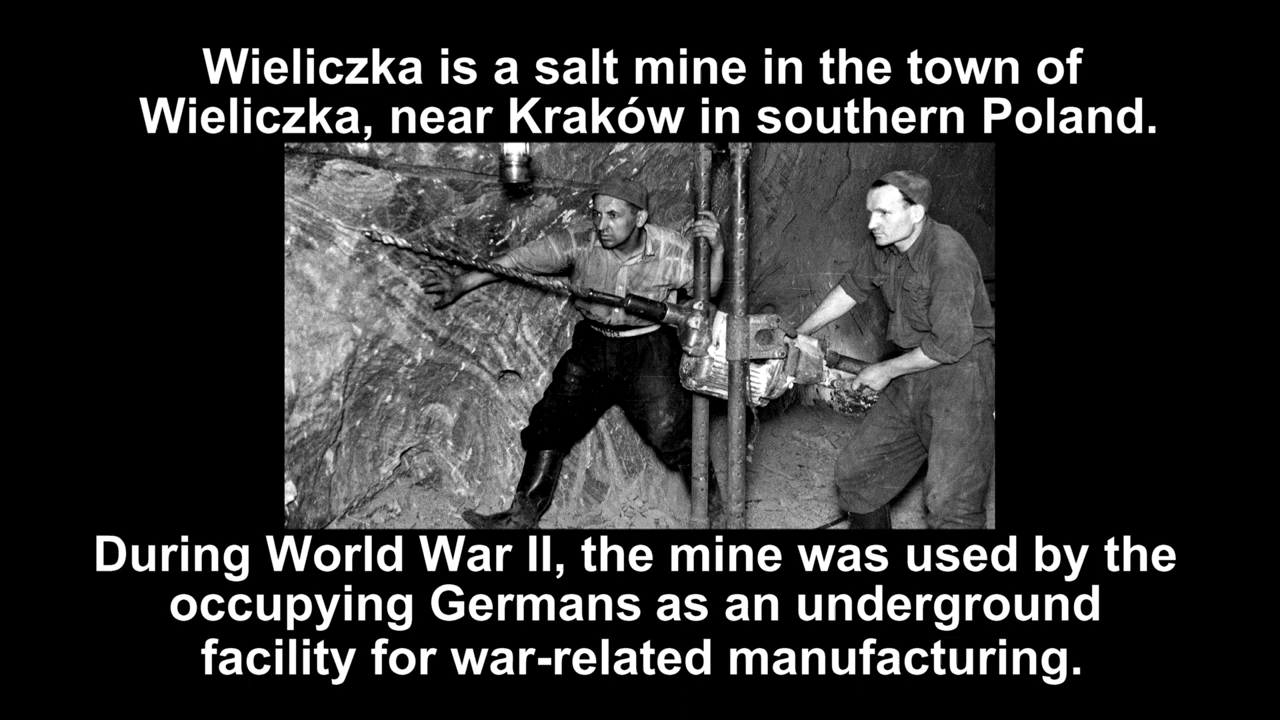 Wieliczka is a salt mine in the town of
Wieliczka, near Kraków in southern Poland.
During World War II, the mine was used by the
occupying Germans as an underground
facility for war-related manufacturing.